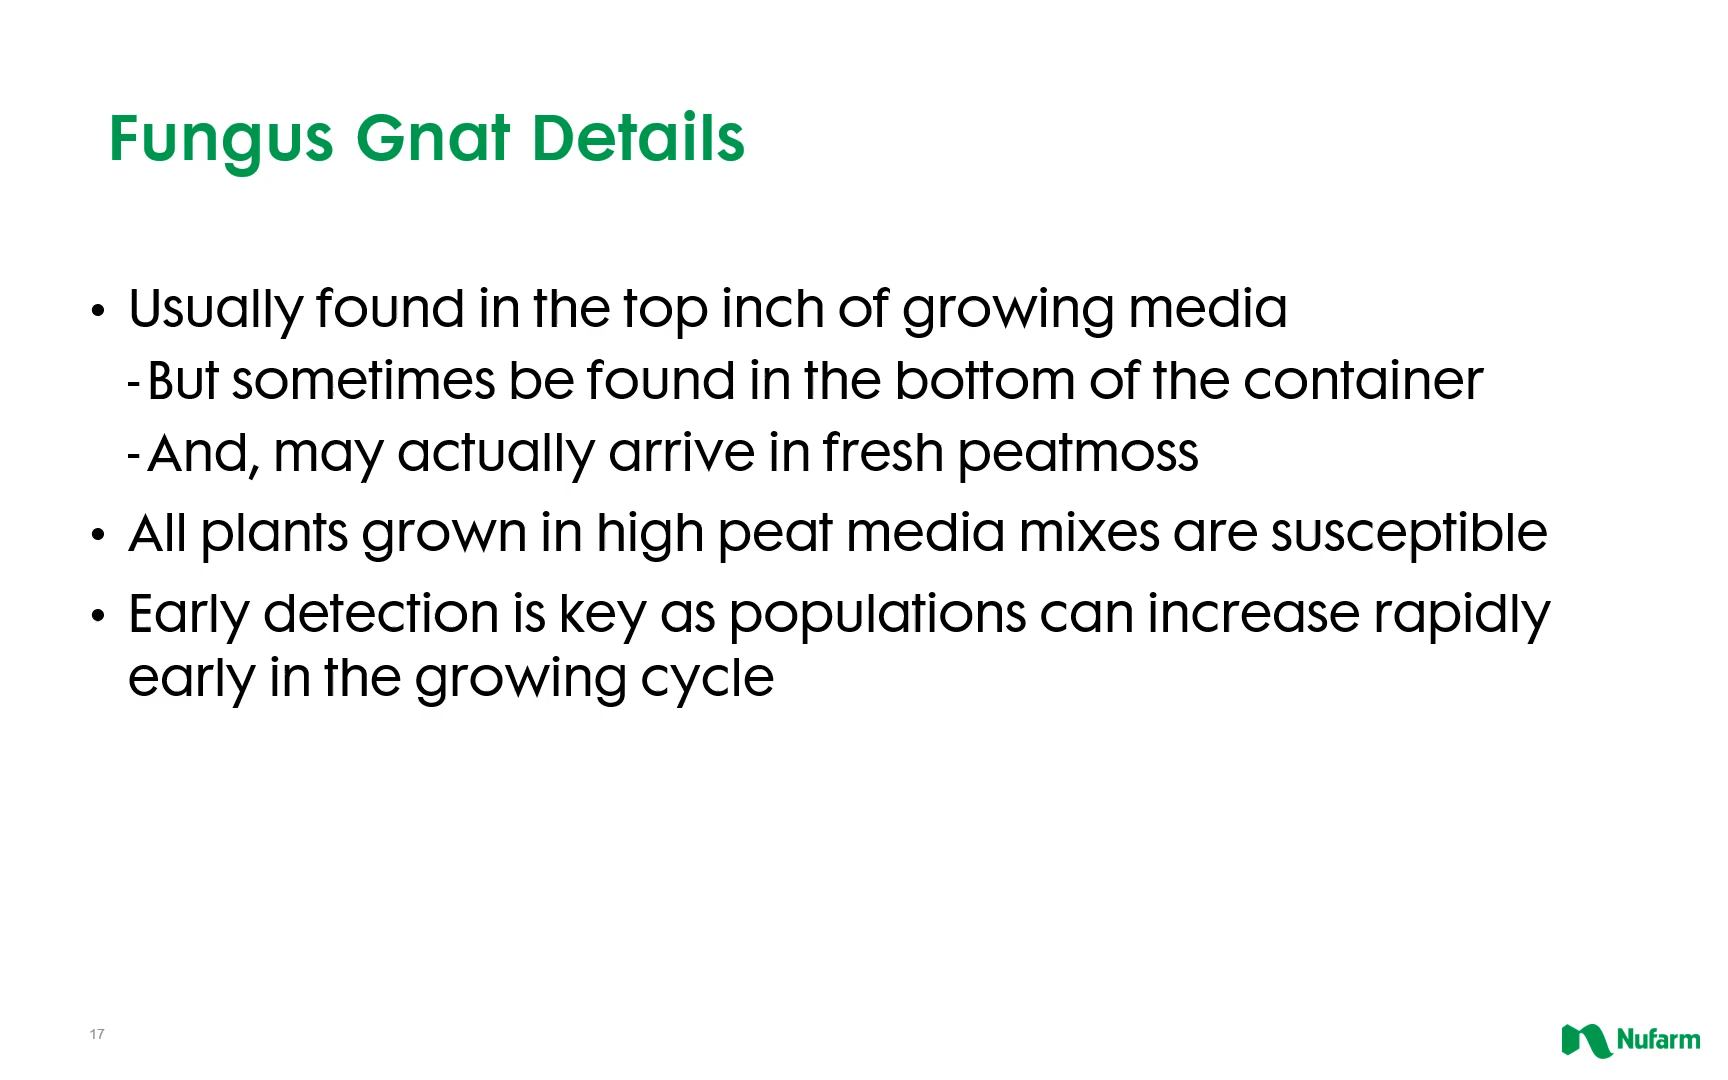 Fungus Gnat Details
• Usually found in the top inch of growing media
-But sometimes be found in the bottom of the container
-And, may actually arrive in fresh peatmoss
• All plants grown in high peat media mixes are susceptible
• Early detection is key as populations can increase rapidly
early in the growing cycle
17
Nufarm